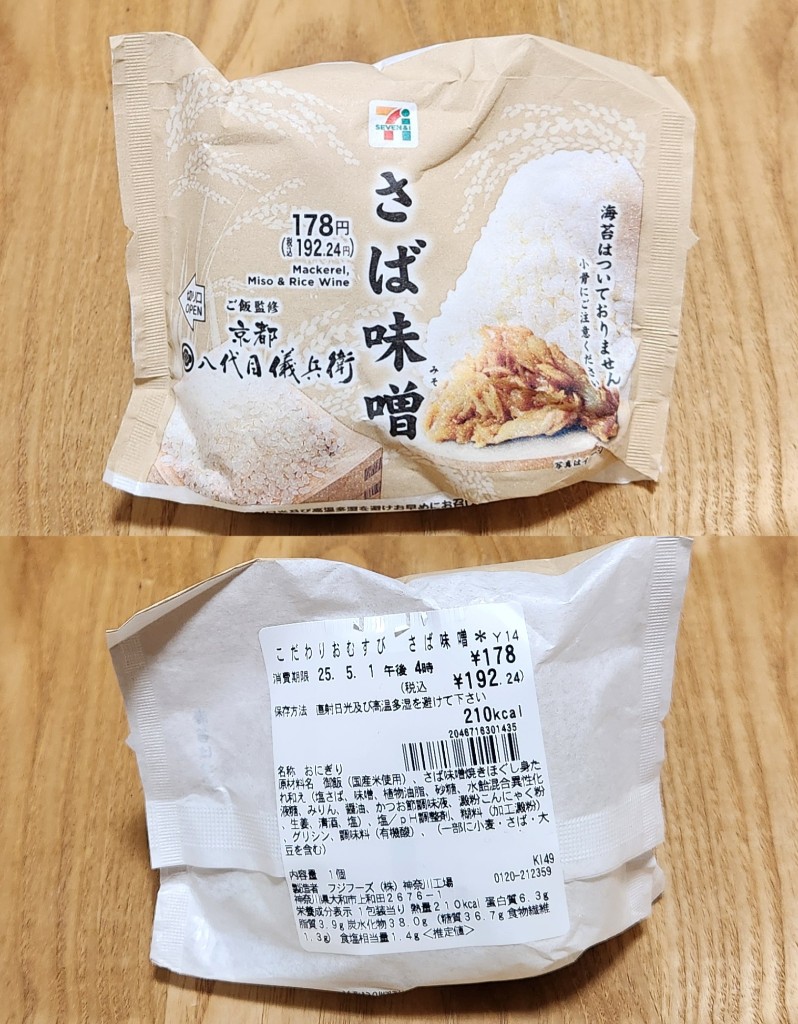 SEVEN&i
さば味噌
みそ
178円
(税込 192.24円)
Mackerel,
Miso & Rice Wine
切り口
OPEN
ご飯監修
京都
八代目儀兵衛
海苔はついておりません
小骨にご注意ください
写真はイ
こだわりおむすび さば味噌＊Y14
消費期限 25. 5. 1 午後 4時 ¥178
(税込 ¥192.24)
保存方法 直射日光及び高温多湿を避けて下さい
210kcal
2046716301435
名称 おにぎり
原材料名 御飯（国産米使用）、さば味噌焼きほぐし身た
れ和え（塩さば、味噌、植物油脂、砂糖、水飴混合異性化
液糖、みりん、醤油、かつお節調味液、澱粉こんにゃく粉
、生姜、清酒、塩）、塩／pH調整剤、糊料（加工澱粉）
、グリシン、調味料（有機酸）、（一部に小麦・さば・大
豆を含む）
内容量 1個
KI49
製造者 フジフーズ（株）神奈川工場
0120-212359
神奈川県大和市上和田2676－1
栄養成分表示 1包装当り 熱量210kcal 蛋白質6.3g
脂質3.9g 炭水化物38.0g（糖質36.7g 食物繊維
1.3g）食塩相当量1.4g＜推定値＞